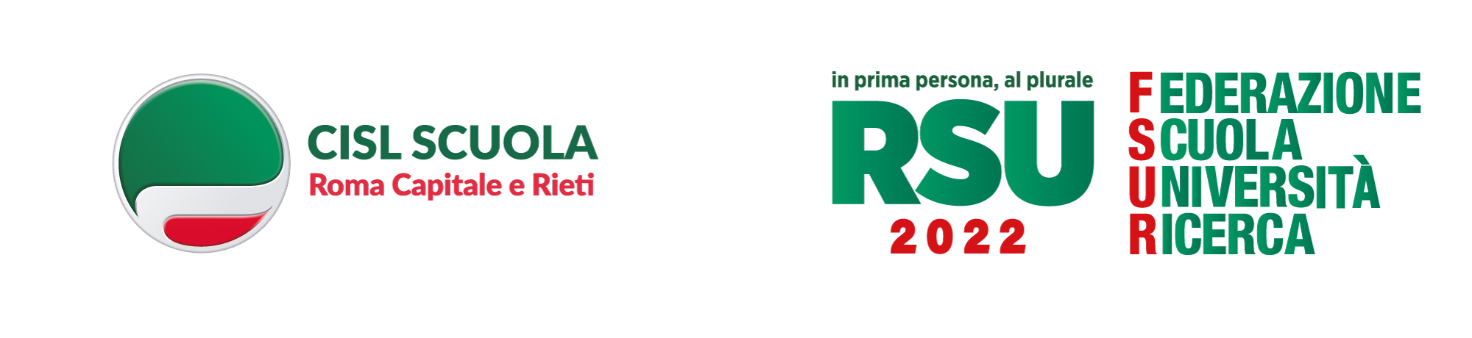 CISL SCUOLA
Roma Capitale e Rieti
in prima persona, al plurale
RSU
2022
FEDERAZIONE
SCUOLA
UNIVERSITÀ
RICERCA